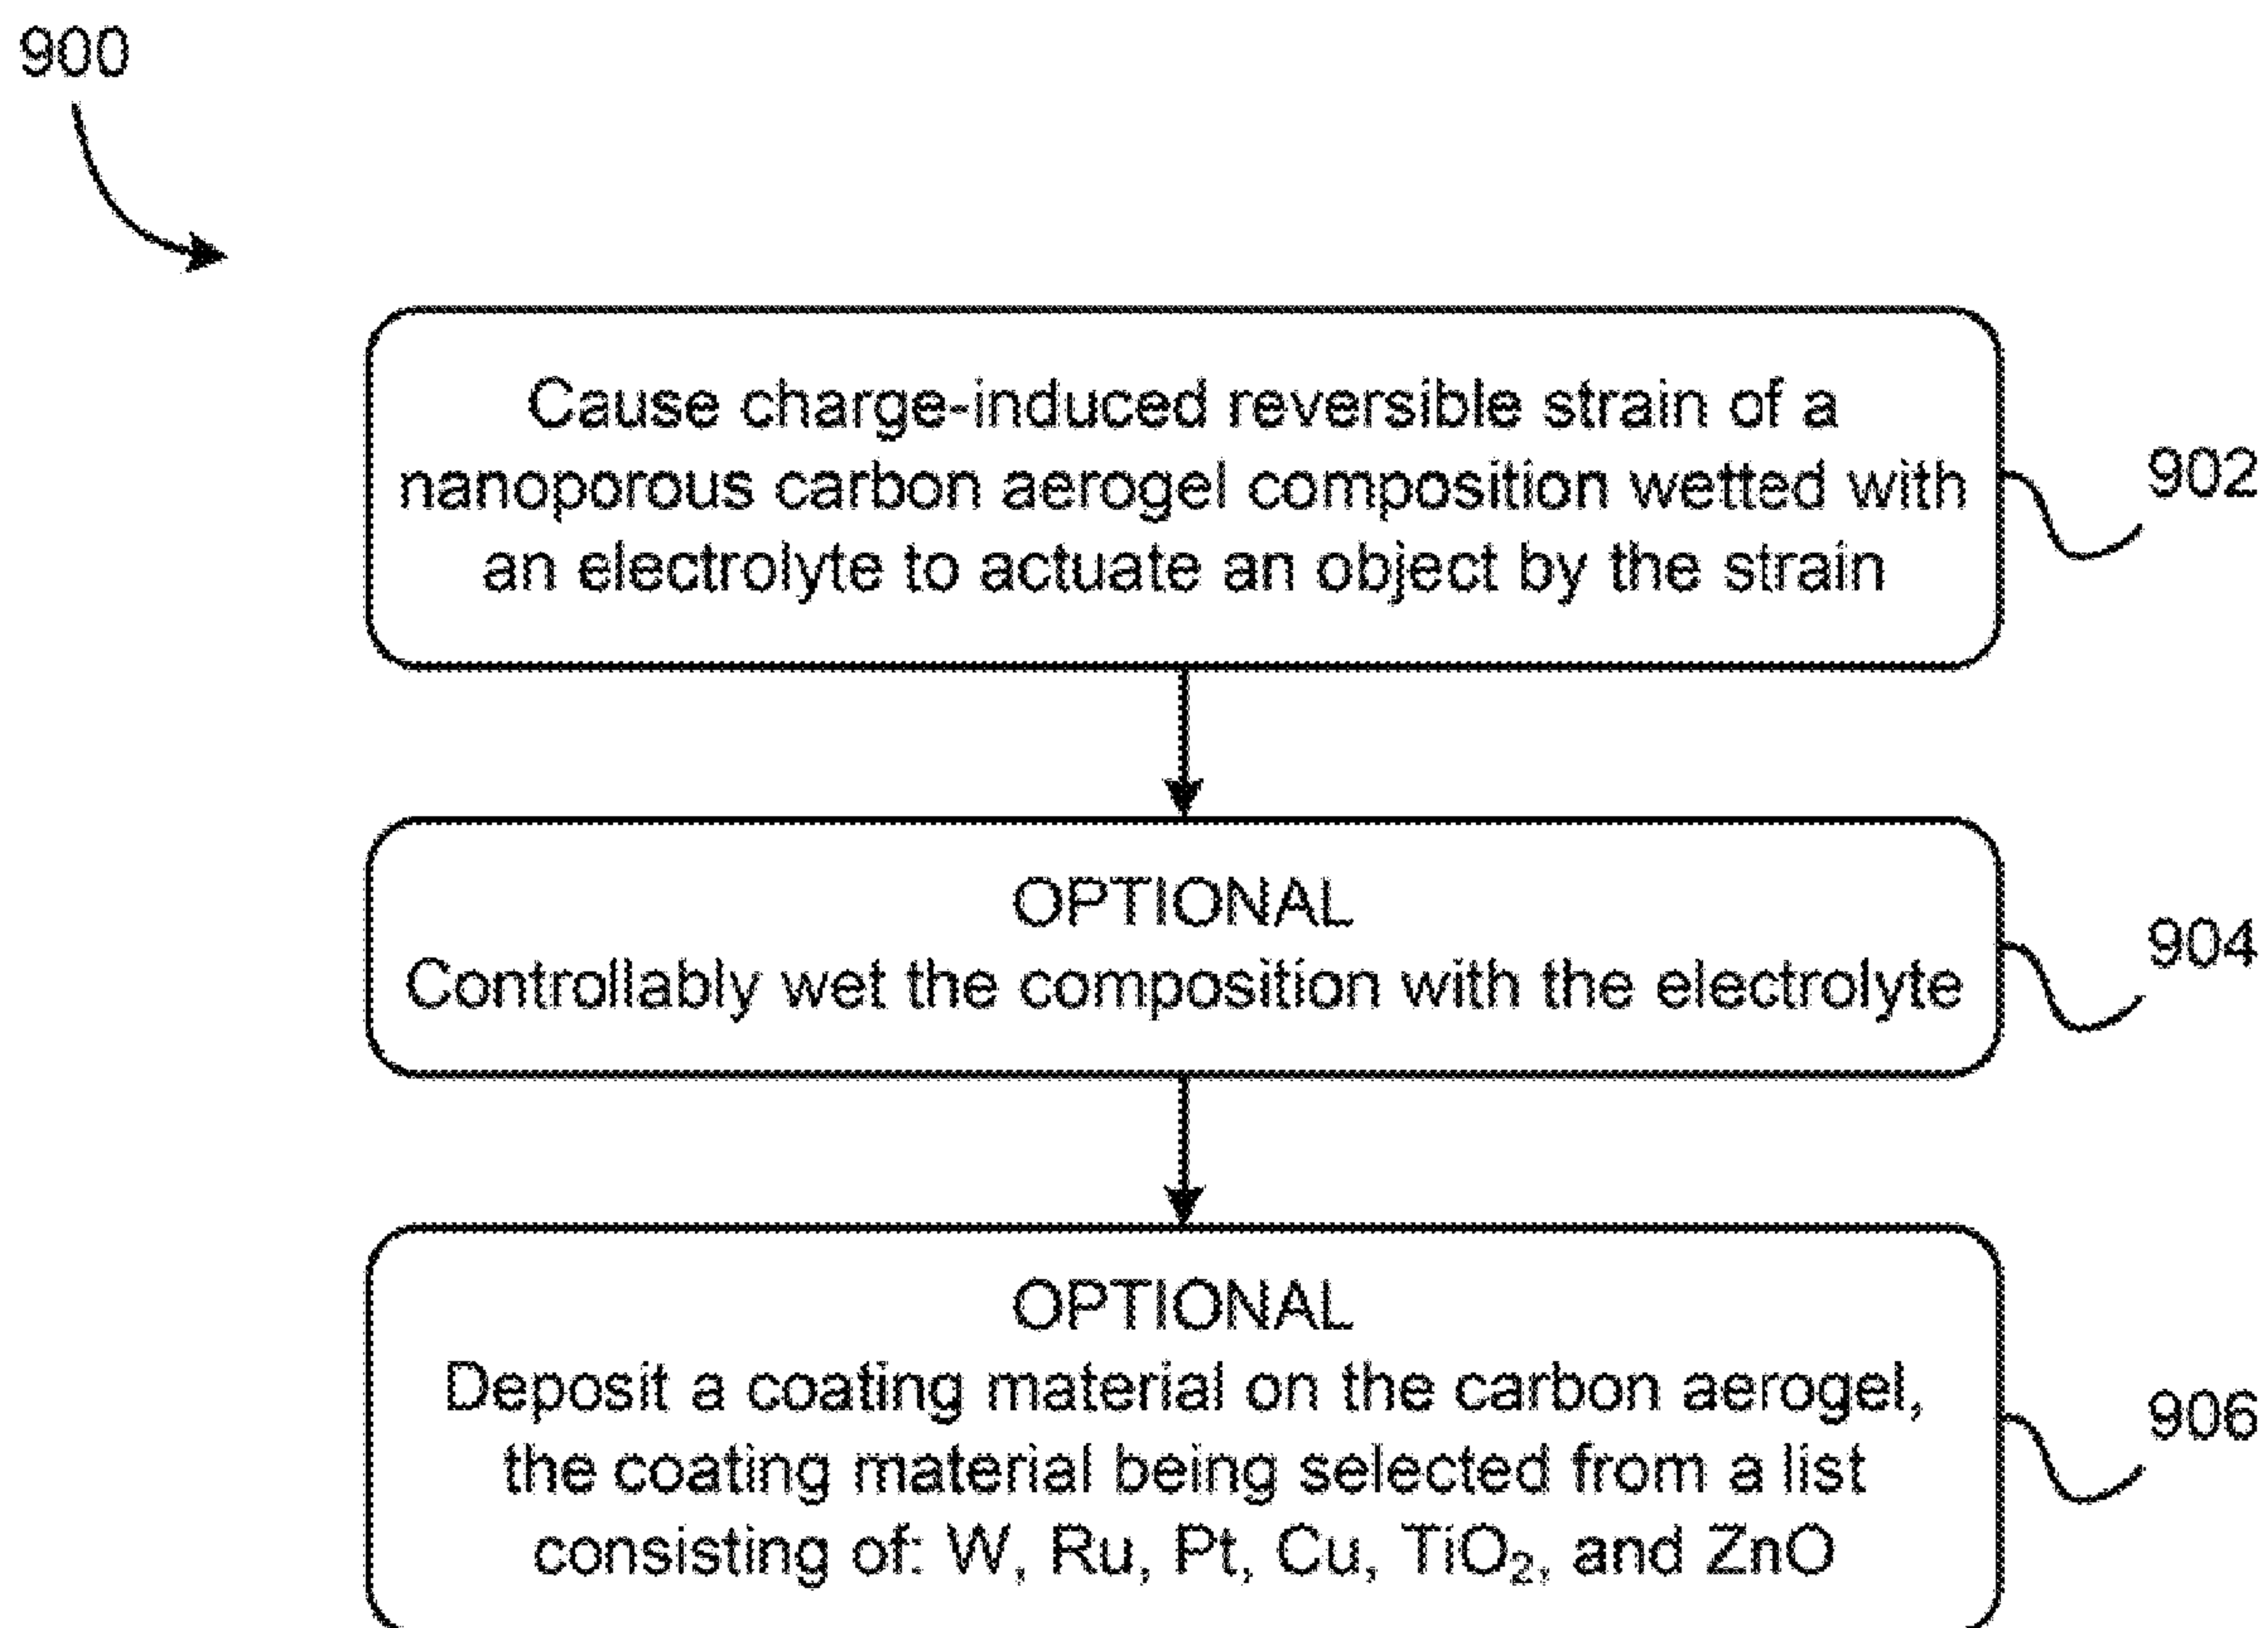 900
Cause charge-induced reversible strain of a
nanoporous carbon aerogel composition wetted with
an electrolyte to actuate an object by the strain
902
OPTIONAL
Controllably wet the composition with the electrolyte
904
OPTIONAL
Deposit a coating material on the carbon aerogel,
the coating material being selected from a list
consisting of: W, Ru, Pt, Cu, TiO₂, and ZnO
906